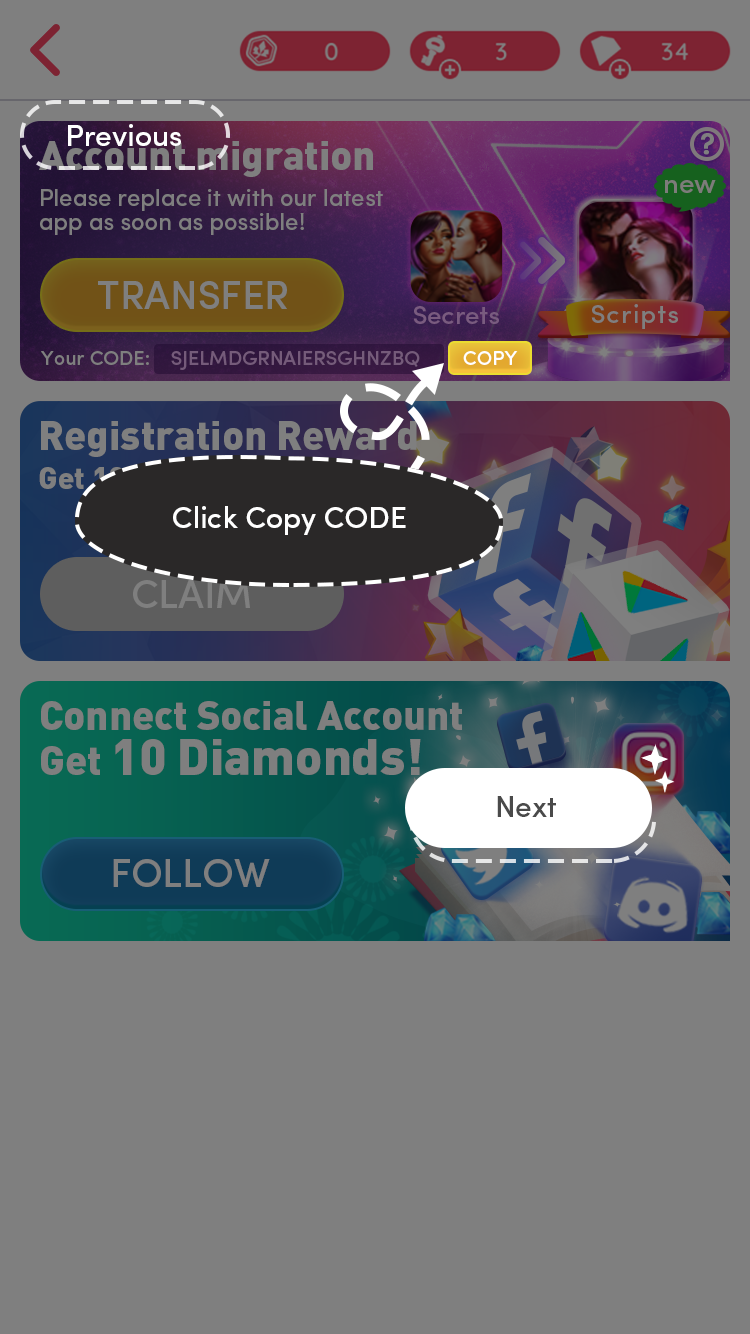 0
3
34
Previous
Account migration
new
Please replace it with our latest
app as soon as possible!
TRANSFER
Secrets
Scripts
Your CODE:
SJELMDGRNAIERSGHNZBQ
COPY
Registration Reward
Get
Click Copy CODE
CLAIM
Connect Social Account
Get 10 Diamonds!
Next
FOLLOW